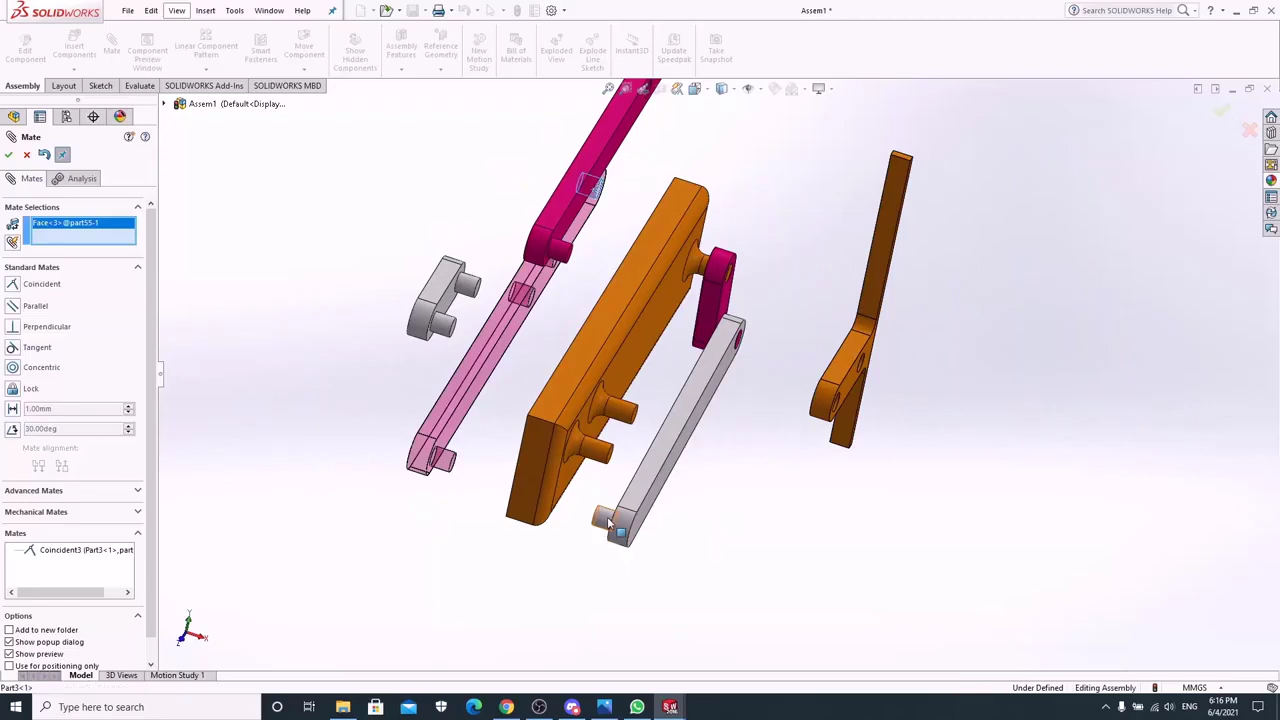 SOLIDWORKS
File Edit View Insert Tools Window Help
Assem1 *
Search SOLIDWORKS Help
Edit Component
Insert Components
Mate
Component Preview Window
Linear Component Pattern
Smart Fasteners
Move Component
Show Hidden Components
Assembly Features
Reference Geometry
New Motion Study
Bill of Materials
Exploded View
Explode Line Sketch
Instant3D
Update Speedpak
Take Snapshot
Assembly Layout Sketch Evaluate SOLIDWORKS Add-Ins SOLIDWORKS MBD
Assem1 (Default<Display...
Mate
Mates Analysis
Mate Selections
Face<3>@part55-1
Standard Mates
Coincident
Parallel
Perpendicular
Tangent
Concentric
Lock
1.00mm
30.00deg
Mate alignment:
Advanced Mates
Mechanical Mates
Mates
Coincident3 (Part3<1>,part
Options
Add to new folder
Show popup dialog
Show preview
Use for positioning only
Y
X
Z
Model 3D Views Motion Study 1
Part3<1>
Under Defined Editing Assembly MMGS
Type here to search
ENG
6:16 PM
6/4/2021